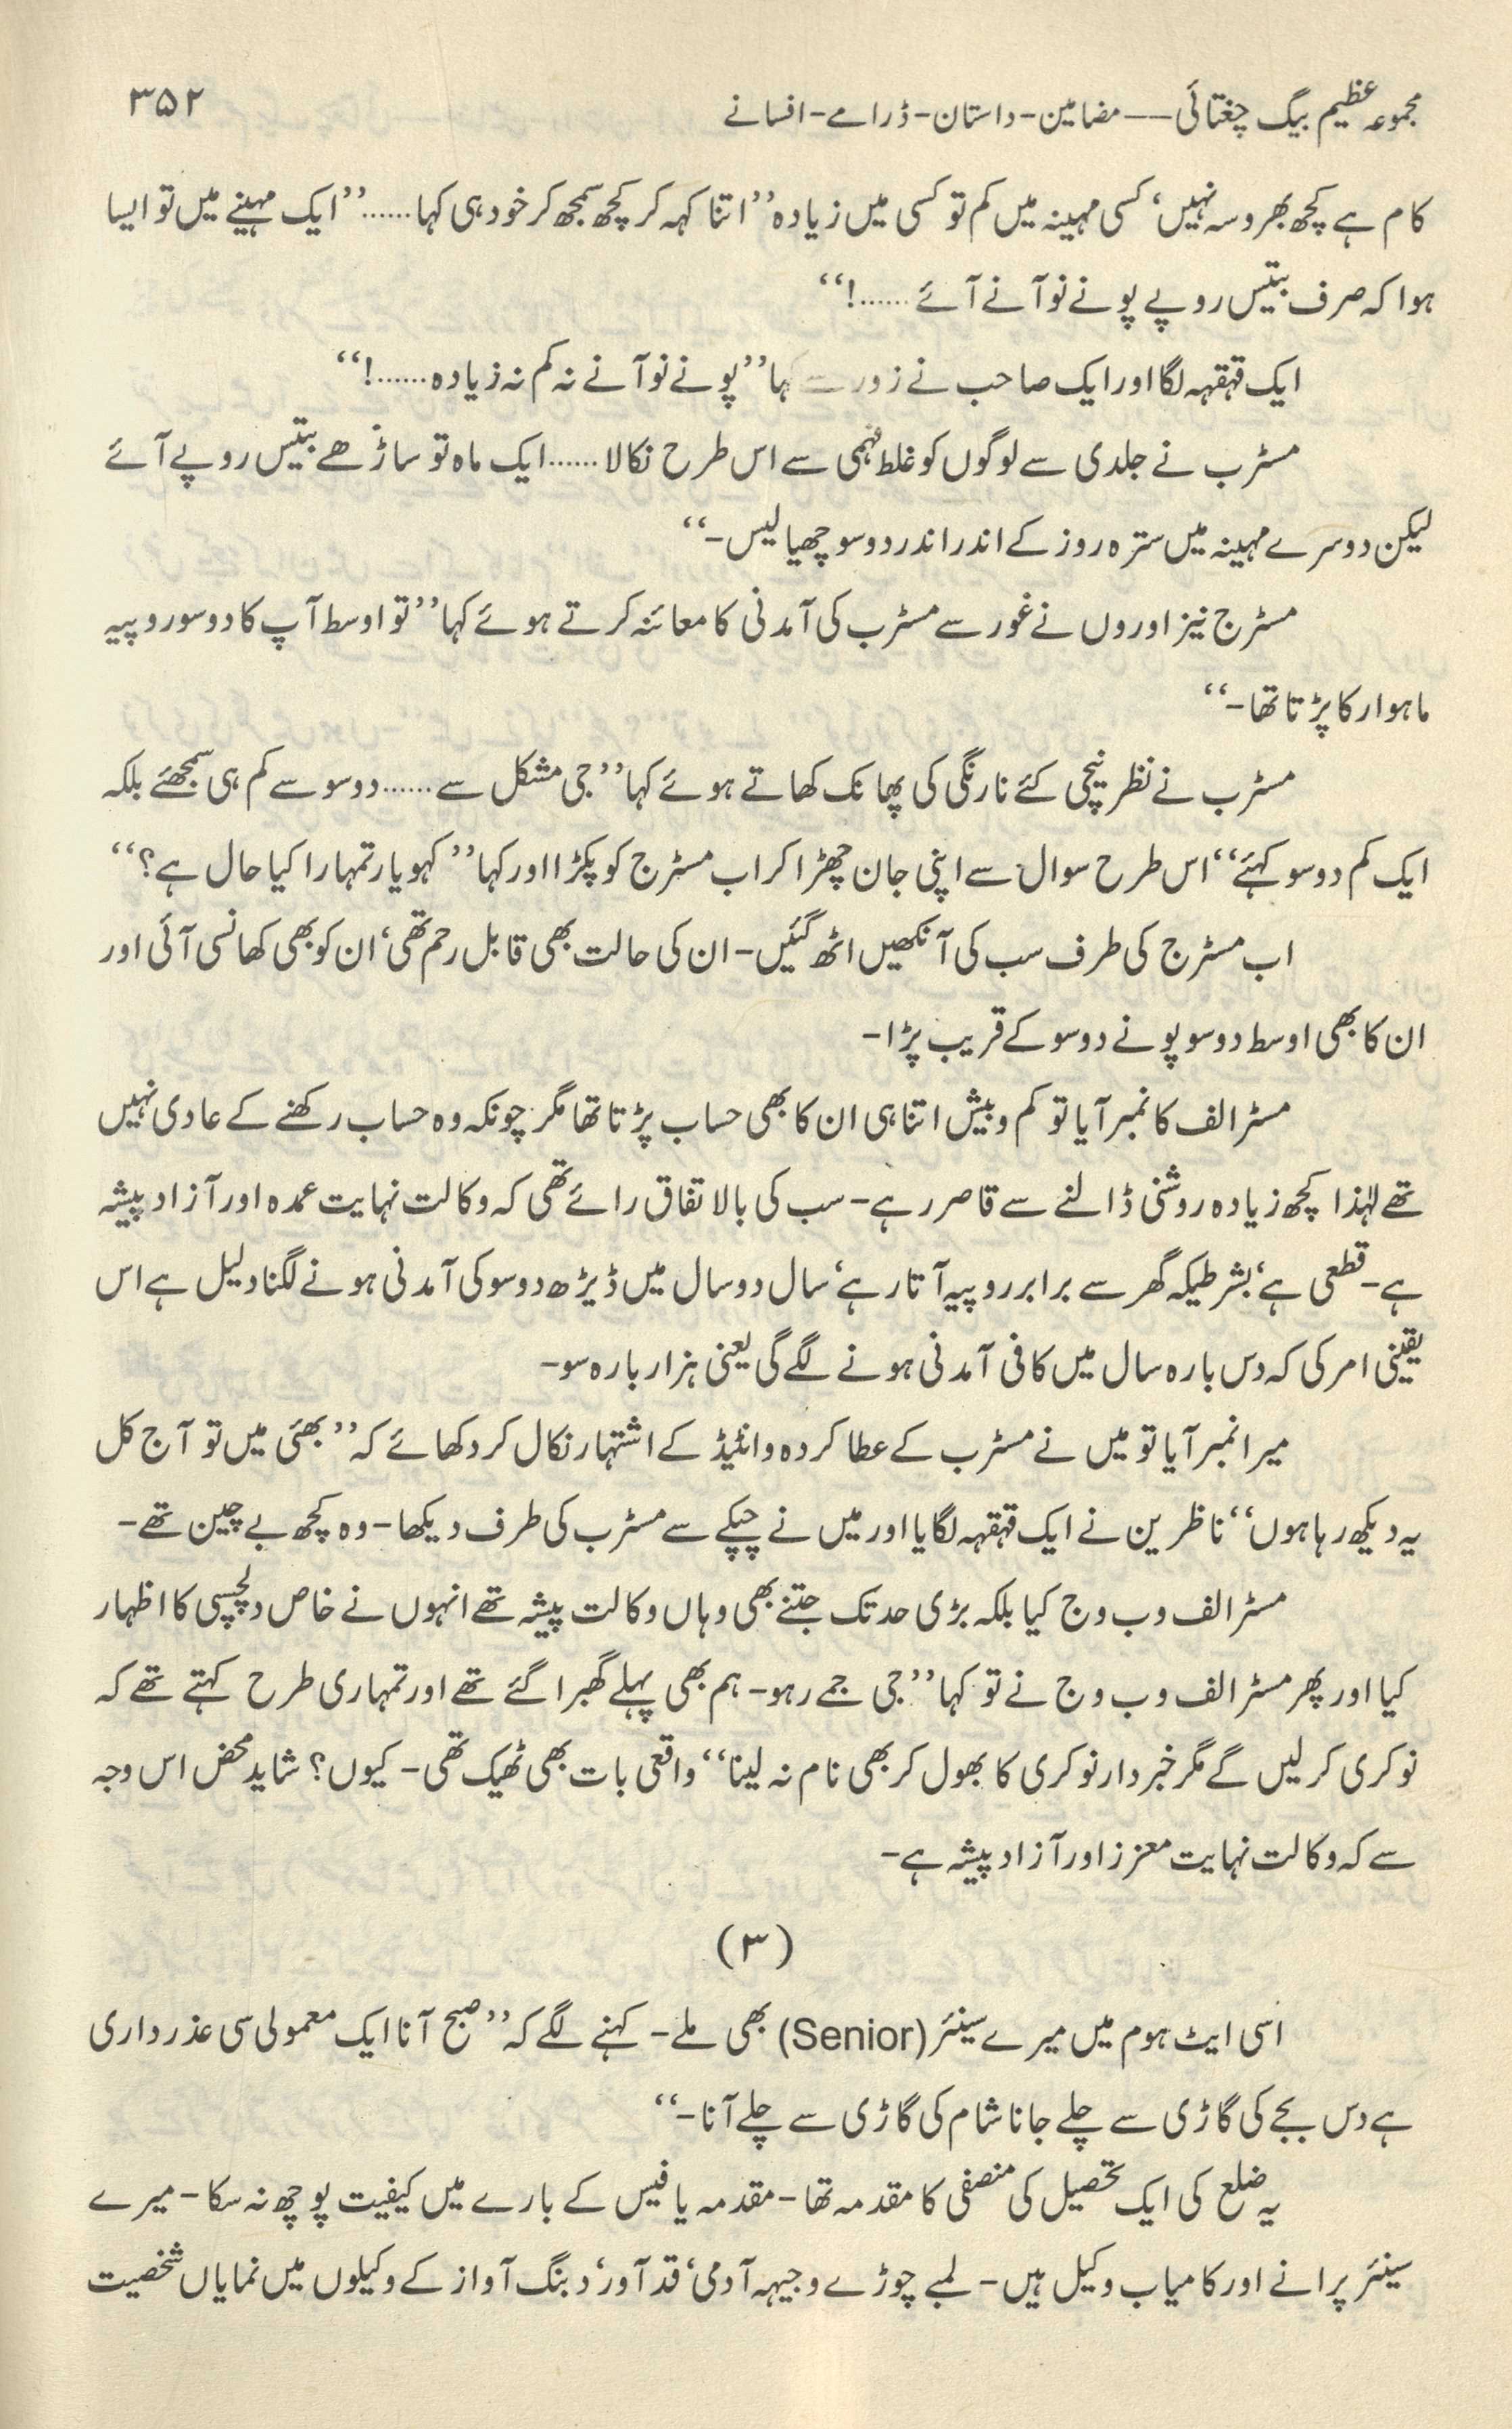 مجموعہ عظیم بیگ چغتائی — مضامین - داستان - ڈرامے - افسانے ۳۵۲
کام ہے کچھ بھروسہ نہیں، کسی مہینہ میں کم تو کسی میں زیادہ’’ اتنا کہہ کر کچھ سمجھ کر خود ہی کہا......’’ایک مہینے میں تو ایسا
ہوا کہ صرف بتیس روپے پونے نو آنے آئے ......!‘‘
ایک قہقہہ لگا اور ایک صاحب نے زور سے کہا’’پونے نو آنے نہ کم نہ زیادہ......!‘‘
مسٹر ب نے جلدی سے لوگوں کو غلط فہمی سے اس طرح نکالا......ایک ماہ تو ساڑھے بتیس روپے آئے
لیکن دوسرے مہینہ میں سترہ روز کے اندر اندر دو سو چھیالیس-‘‘
مسٹر ج نیز اوروں نے غور سے مسٹر ب کی آمدنی کا معائنہ کرتے ہوئے کہا’’تو اوسط آپ کا دو سو روپیہ
ماہوار کا پڑتا تھا-‘‘
مسٹر ب نے نظر نیچی کئے نارنگی کی پھانک کھاتے ہوئے کہا’’جی مشکل سے......دو سو سے کم ہی سمجھئے بلکہ
ایک کم دو سو کہئے‘‘ اس طرح سوال سے اپنی جان چھڑا کر اب مسٹر ج کو پکڑا اور کہا’’کہو یار تمہارا کیا حال ہے؟‘‘
اب مسٹر ج کی طرف سب کی آنکھیں اٹھ گئیں- ان کی حالت بھی قابل رحم تھی، ان کو بھی کھانسی آئی اور
ان کا بھی اوسط دو سو پونے دو سو کے قریب پڑا-
مسٹر الف کا نمبر آیا تو کم و بیش اتنا ہی ان کا بھی حساب پڑتا تھا مگر چونکہ وہ حساب رکھنے کے عادی نہیں
تھے لہٰذا کچھ زیادہ روشنی ڈالنے سے قاصر رہے- سب کی بالاتفاق رائے تھی کہ وکالت نہایت عمدہ اور آزاد پیشہ
ہے- قطعی ہے، بشرطیکہ گھر سے برابر روپیہ آتا رہے، سال دو سال میں ڈیڑھ دو سو کی آمدنی ہونے لگنا دلیل ہے اس
یقینی امر کی کہ دس بارہ سال میں کافی آمدنی ہونے لگے گی یعنی ہزار بارہ سو-
میرا نمبر آیا تو میں نے مسٹر ب کے عطا کردہ وانٹیڈ کے اشتہار نکال کر دکھائے کہ’’بھئی میں تو آج کل
یہ دیکھ رہا ہوں‘‘ ناظرین نے ایک قہقہہ لگایا اور میں نے چپکے سے مسٹر ب کی طرف دیکھا- وہ کچھ بے چین تھے-
مسٹر الف و ب و ج کیا بلکہ بڑی حد تک جتنے بھی وہاں وکالت پیشہ تھے انہوں نے خاص دلچسپی کا اظہار
کیا اور پھر مسٹر الف و ب و ج نے تو کہا’’جی جمے رہو- ہم بھی پہلے گھبرا گئے تھے اور تمہاری طرح کہتے تھے کہ
نوکری کر لیں گے مگر خبردار نوکری کا بھول کر بھی نام نہ لینا‘‘ واقعی بات بھی ٹھیک تھی- کیوں؟ شاید محض اس وجہ
سے کہ وکالت نہایت معزز اور آزاد پیشہ ہے-
(۳)
اسی ایٹ ہوم میں میرے سینئر (Senior) بھی ملے- کہنے لگے کہ’’صبح آنا ایک معمولی سی عذرداری
ہے دس بجے کی گاڑی سے چلے جانا شام کی گاڑی سے چلے آنا-‘‘
یہ ضلع کی ایک تحصیل کی منصفی کا مقدمہ تھا- مقدمہ یا فیس کے بارے میں کیفیت پوچھ نہ سکا- میرے
سینئر پرانے اور کامیاب وکیل ہیں- لمبے چوڑے وجیہہ آدمی، قد آور، دبنگ آواز کے وکیلوں میں نمایاں شخصیت